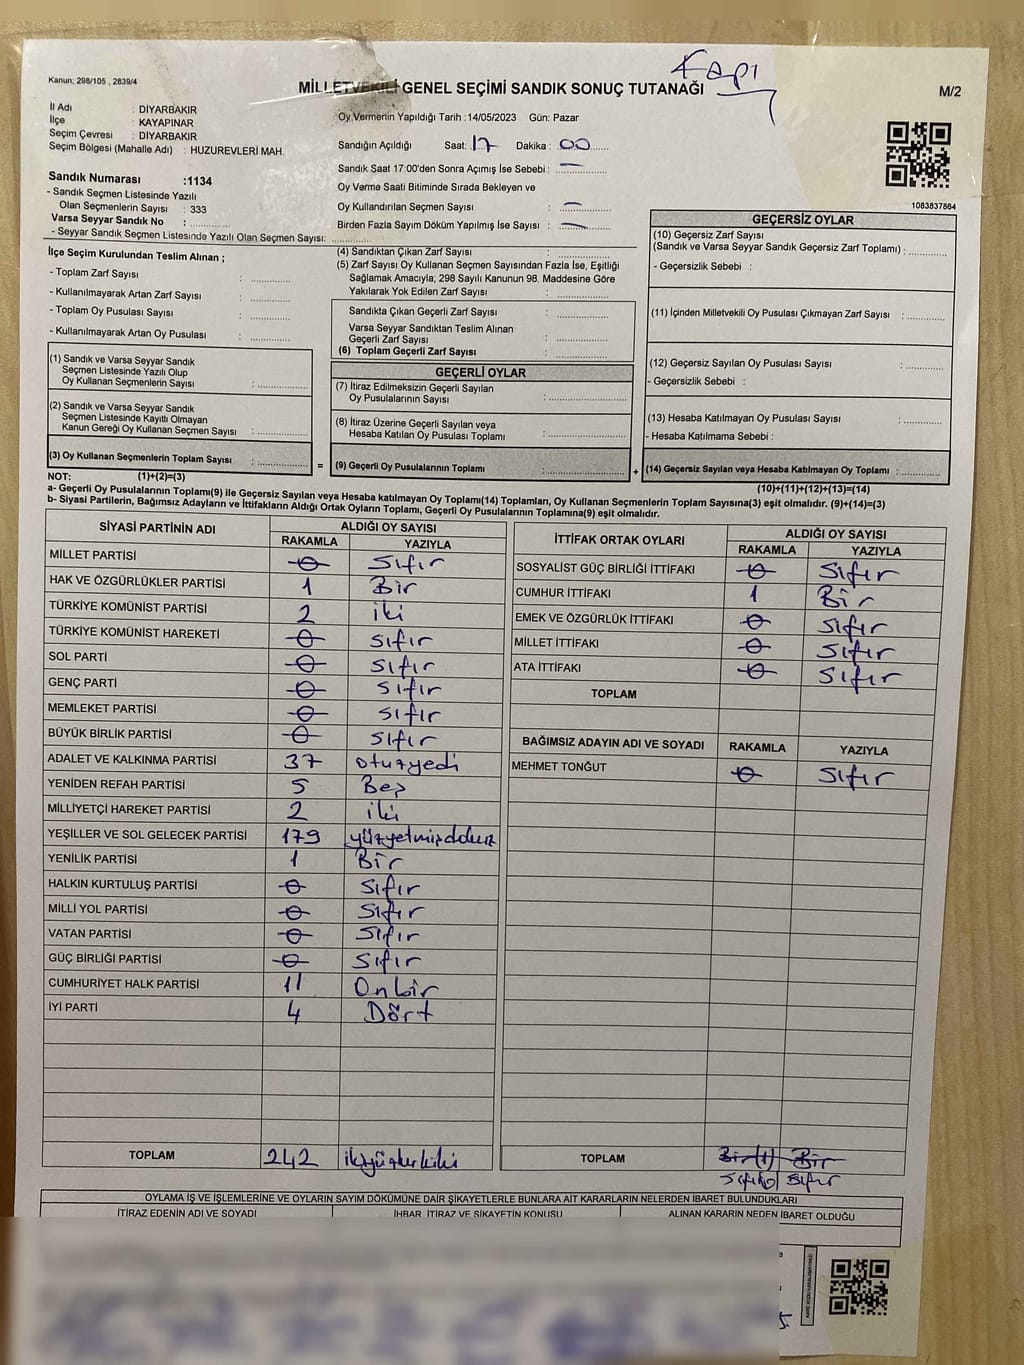 Kapı
Kanun; 298/105 , 2839/4
MİLLETVEKİLİ GENEL SEÇİMİ SANDIK SONUÇ TUTANAĞI
M/2
İl Adı : DİYARBAKIR
İlçe : KAYAPINAR
Seçim Çevresi : DİYARBAKIR
Seçim Bölgesi (Mahalle Adı) : HUZUREVLERİ MAH.
Sandık Numarası :1134
- Sandık Seçmen Listesinde Yazılı
Olan Seçmenlerin Sayısı : 333
Varsa Seyyar Sandık No : ..............
- Seyyar Sandık Seçmen Listesinde Yazılı Olan Seçmen Sayısı: ..............
Oy Vermenin Yapıldığı Tarih :14/05/2023 Gün: Pazar
Sandığın Açıldığı Saat: 17 Dakika : 00
Sandık Saat 17:00'den Sonra Açımış İse Sebebi : —
Oy Verme Saati Bitiminde Sırada Bekleyen ve
Oy Kullandırılan Seçmen Sayısı : —
Birden Fazla Sayım Döküm Yapılmış İse Sayısı : —
1083837864
İlçe Seçim Kurulundan Teslim Alınan ;
- Toplam Zarf Sayısı : ..............
- Kullanılmayarak Artan Zarf Sayısı : ..............
- Toplam Oy Pusulası Sayısı : ..............
- Kullanılmayarak Artan Oy Pusulası : ..............
(1) Sandık ve Varsa Seyyar Sandık
Seçmen Listesinde Yazılı Olup
Oy Kullanan Seçmenlerin Sayısı : ..............
(2) Sandık ve Varsa Seyyar Sandık
Seçmen Listesinde Kayıtlı Olmayan
Kanun Gereği Oy Kullanan Seçmen Sayısı : ..............
(3) Oy Kullanan Seçmenlerin Toplam Sayısı : ..............
(4) Sandıktan Çıkan Zarf Sayısı : ..............
(5) Zarf Sayısı Oy Kullanan Seçmen Sayısından Fazla İse, Eşitliği
Sağlamak Amacıyla; 298 Sayılı Kanunun 98. Maddesine Göre
Yakılarak Yok Edilen Zarf Sayısı : ..............
Sandıkta Çıkan Geçerli Zarf Sayısı : ..............
Varsa Seyyar Sandıktan Teslim Alınan
Geçerli Zarf Sayısı : ..............
(6) Toplam Geçerli Zarf Sayısı : ..............
GEÇERLİ OYLAR
(7) İtiraz Edilmeksizin Geçerli Sayılan
Oy Pusulalarının Sayısı : ..............
(8) İtiraz Üzerine Geçerli Sayılan veya
Hesaba Katılan Oy Pusulası Toplamı : ..............
= (9) Geçerli Oy Pusulalarının Toplamı : ..............
GEÇERSİZ OYLAR
(10) Geçersiz Zarf Sayısı
(Sandık ve Varsa Seyyar Sandık Geçersiz Zarf Toplamı) : ..............
- Geçersizlik Sebebi :
(11) İçinden Milletvekili Oy Pusulası Çıkmayan Zarf Sayısı : ..............
(12) Geçersiz Sayılan Oy Pusulası Sayısı : ..............
- Geçersizlik Sebebi :
(13) Hesaba Katılmayan Oy Pusulası Sayısı : ..............
- Hesaba Katılmama Sebebi :
+ (14) Geçersiz Sayılan veya Hesaba Katılmayan Oy Toplamı : ..............
NOT: (1)+(2)=(3) (10)+(11)+(12)+(13)=(14)
a- Geçerli Oy Pusulalarının Toplamı(9) ile Geçersiz Sayılan veya Hesaba katılmayan Oy Toplamı(14) Toplamları, Oy Kullanan Seçmenlerin Toplam Sayısına(3) eşit olmalıdır. (9)+(14)=(3)
b- Siyasi Partilerin, Bağımsız Adayların ve İttifakların Aldığı Ortak Oyların Toplamı, Geçerli Oy Pusulalarının Toplamına(9) eşit olmalıdır.
SİYASİ PARTİNİN ADI ALDIĞI OY SAYISI
RAKAMLA YAZIYLA
MİLLET PARTİSİ 0 Sıfır
HAK VE ÖZGÜRLÜKLER PARTİSİ 1 Bir
TÜRKİYE KOMÜNİST PARTİSİ 2 iki
TÜRKİYE KOMÜNİST HAREKETİ 0 sıfır
SOL PARTİ 0 sıfır
GENÇ PARTİ 0 sıfır
MEMLEKET PARTİSİ 0 sıfır
BÜYÜK BİRLİK PARTİSİ 0 sıfır
ADALET VE KALKINMA PARTİSİ 37 otuzyedi
YENİDEN REFAH PARTİSİ 5 Beş
MİLLİYETÇİ HAREKET PARTİSİ 2 iki
YEŞİLLER VE SOL GELECEK PARTİSİ 179 yüzyetmişdokuz
YENİLİK PARTİSİ 1 Bir
HALKIN KURTULUŞ PARTİSİ 0 Sıfır
MİLLİ YOL PARTİSİ 0 Sıfır
VATAN PARTİSİ 0 Sıfır
GÜÇ BİRLİĞİ PARTİSİ 0 Sıfır
CUMHURİYET HALK PARTİSİ 11 Onbir
İYİ PARTİ 4 Dört
TOPLAM 242 ikiyüzkırkiki
İTTİFAK ORTAK OYLARI ALDIĞI OY SAYISI
RAKAMLA YAZIYLA
SOSYALİST GÜÇ BİRLİĞİ İTTİFAKI 0 Sıfır
CUMHUR İTTİFAKI 1 Bir
EMEK VE ÖZGÜRLÜK İTTİFAKI 0 Sıfır
MİLLET İTTİFAKI 0 Sıfır
ATA İTTİFAKI 0 Sıfır
TOPLAM
BAĞIMSIZ ADAYIN ADI VE SOYADI RAKAMLA YAZIYLA
MEHMET TONĞUT 0 Sıfır
TOPLAM Bir(1) Bir
Sıfır(0) Sıfır
OYLAMA İŞ VE İŞLEMLERİNE VE OYLARIN SAYIM DÖKÜMÜNE DAİR ŞİKAYETLERLE BUNLARA AİT KARARLARIN NELERDEN İBARET BULUNDUKLARI
İTİRAZ EDENİN ADI VE SOYADI İHBAR, İTİRAZ VE ŞİKAYETİN KONUSU ALINAN KARARIN NEDEN İBARET OLDUĞU